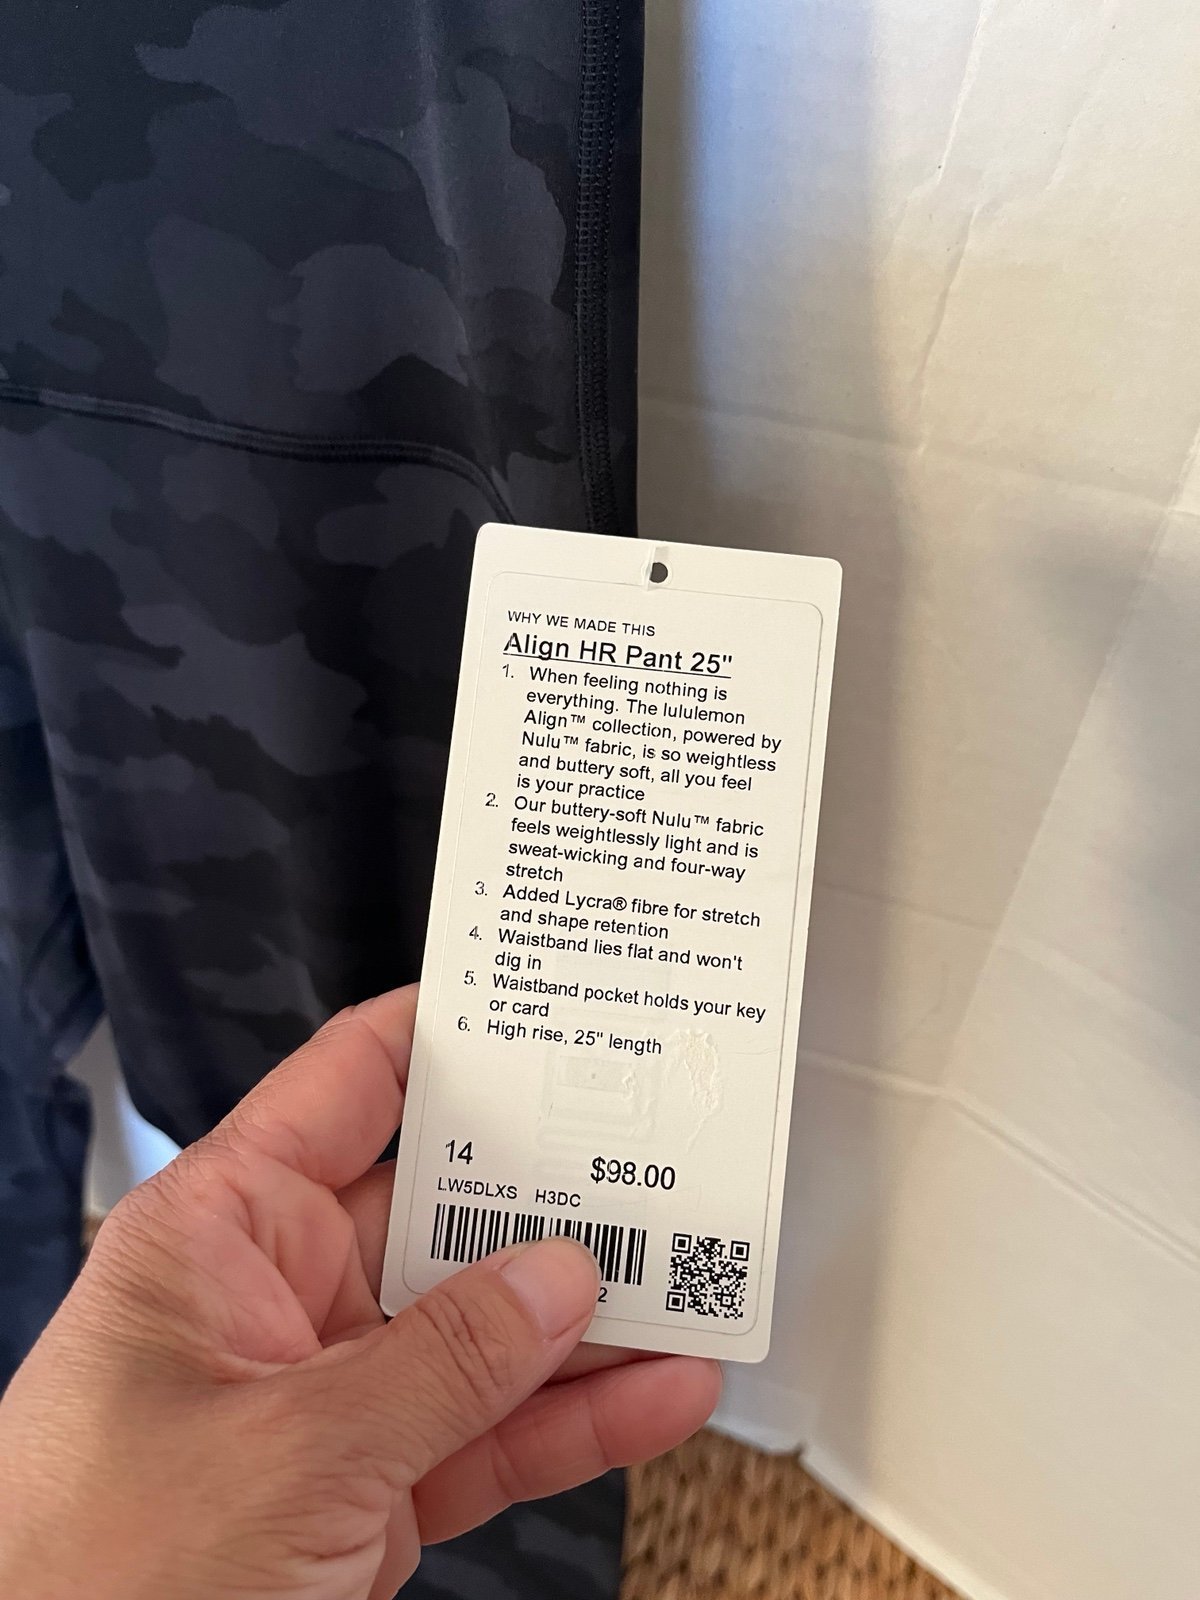 WHY WE MADE THIS
Align HR Pant 25"
1. When feeling nothing is
everything. The lululemon
Align™ collection, powered by
Nulu™ fabric, is so weightless
and buttery soft, all you feel
is your practice
2. Our buttery-soft Nulu™ fabric
feels weightlessly light and is
sweat-wicking and four-way
stretch
3. Added Lycra® fibre for stretch
and shape retention
4. Waistband lies flat and won't
dig in
5. Waistband pocket holds your key
or card
6. High rise, 25" length
14 $98.00
LW5DLXS H3DC
2